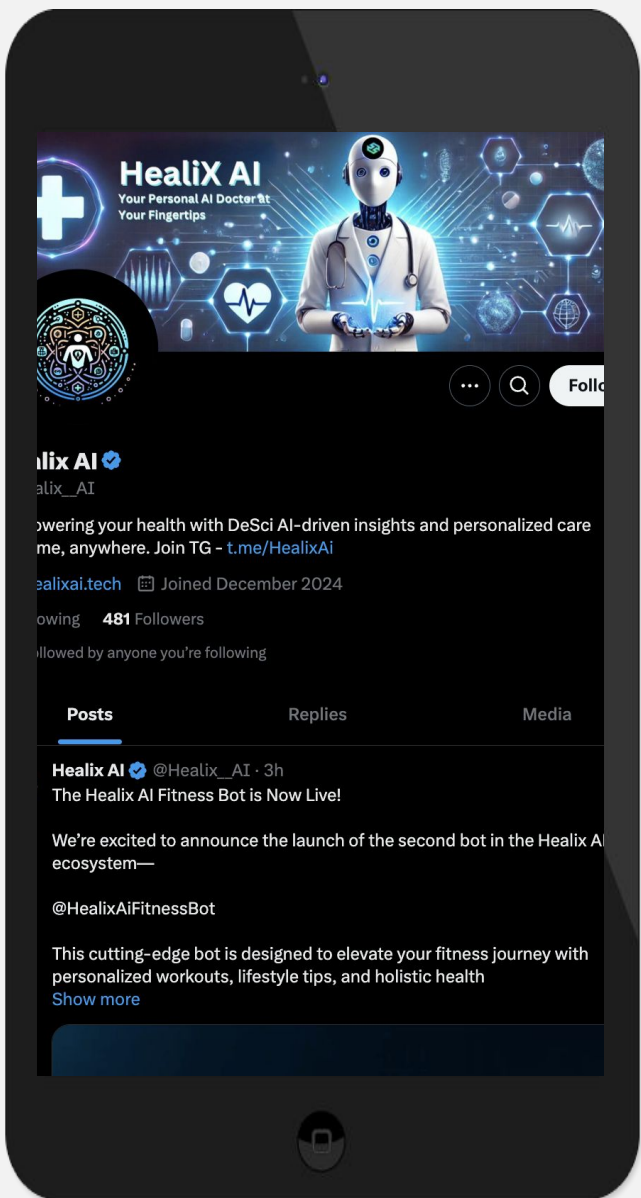 HealiX AI
Your Personal AI Doctor at
Your Fingertips
Follo
alix AI
alix__AI
owering your health with DeSci AI-driven insights and personalized care
me, anywhere. Join TG - t.me/HealixAi
ealixai.tech Joined December 2024
owing 481 Followers
llowed by anyone you’re following
Posts Replies Media
Healix AI @Healix__AI · 3h
The Healix AI Fitness Bot is Now Live!
We’re excited to announce the launch of the second bot in the Healix AI
ecosystem—
@HealixAiFitnessBot
This cutting-edge bot is designed to elevate your fitness journey with
personalized workouts, lifestyle tips, and holistic health
Show more